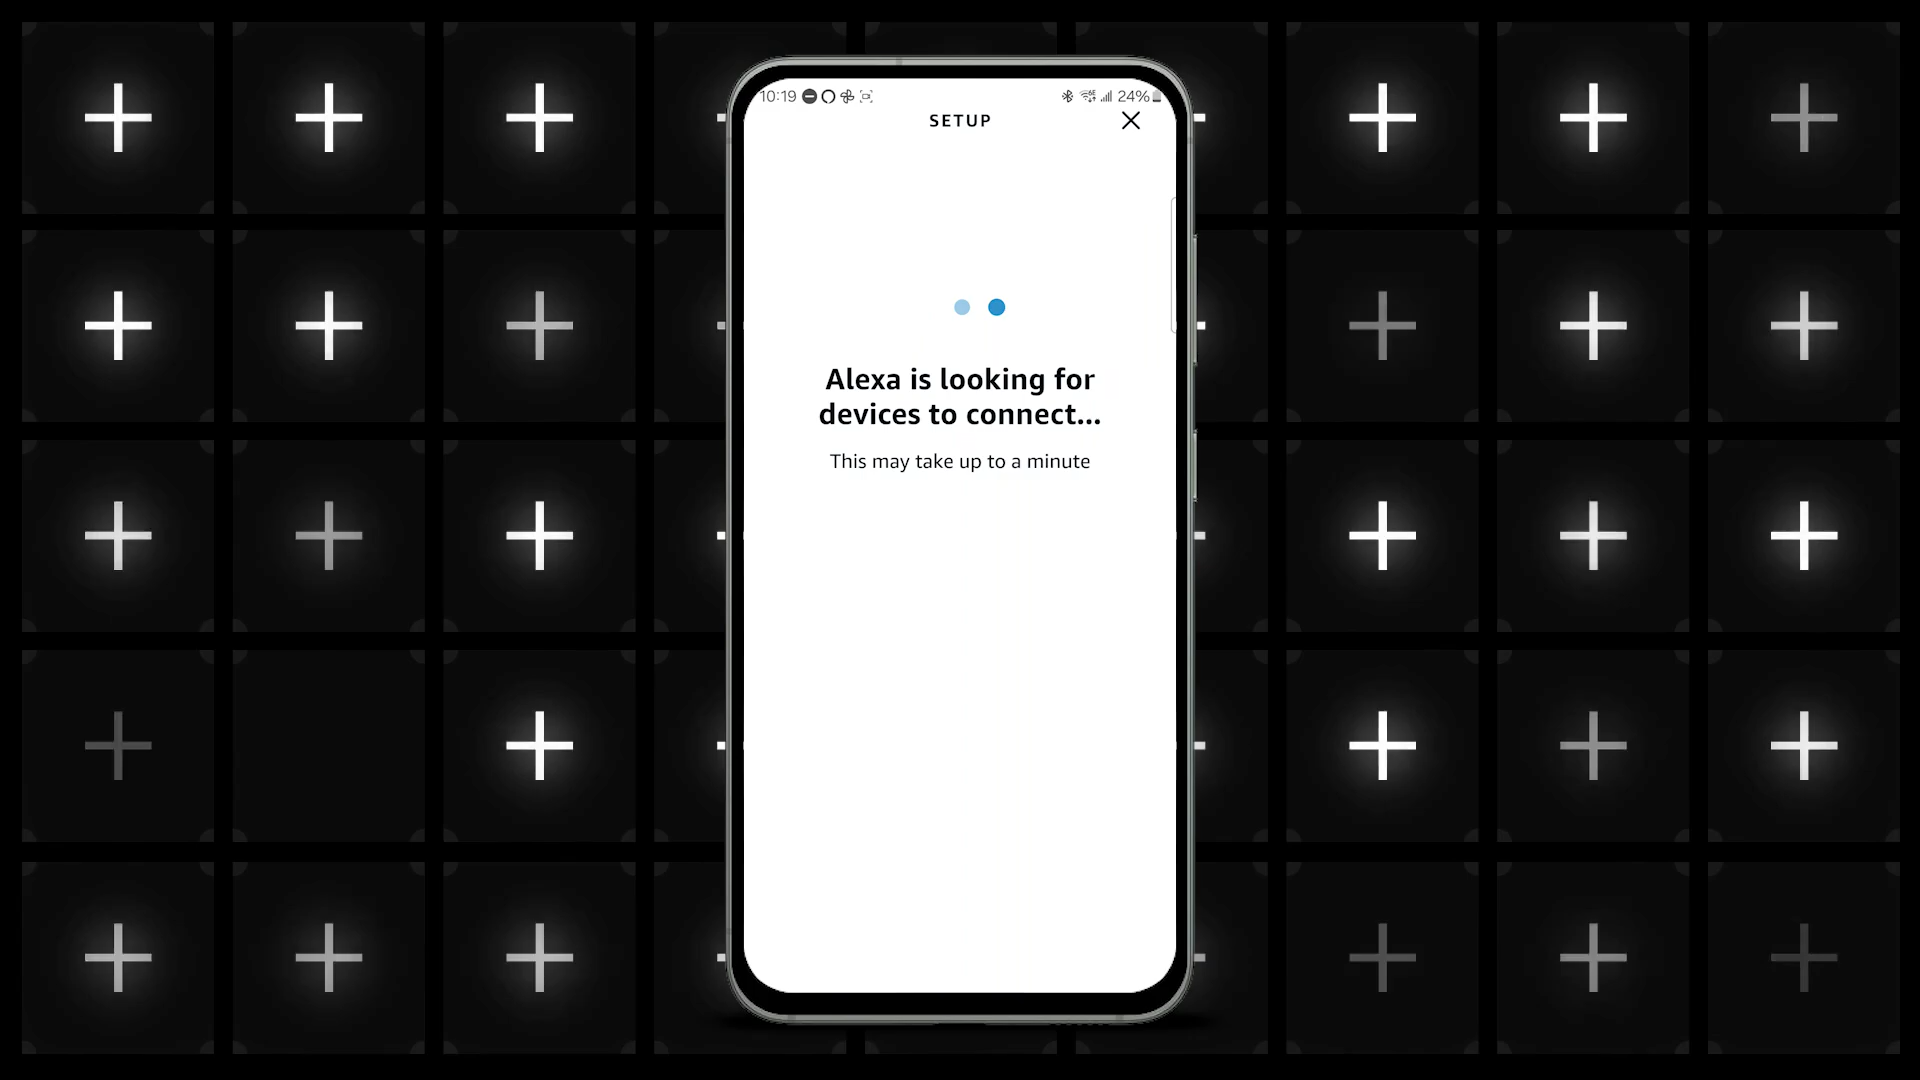 10:19 24%
SETUP
Alexa is looking for
devices to connect...
This may take up to a minute